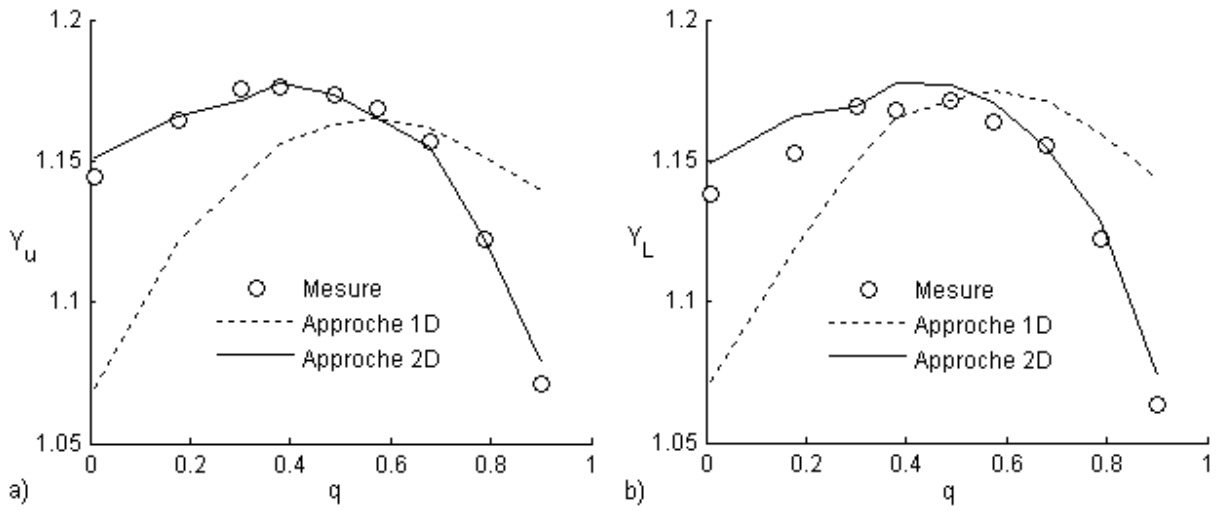 1.2
1.15
Y_u
1.1
1.05
Mesure
Approche 1D
Approche 2D
0 0.2 0.4 0.6 0.8 1
a) q
1.2
1.15
Y_L
1.1
1.05
Mesure
Approche 1D
Approche 2D
0 0.2 0.4 0.6 0.8 1
b) q